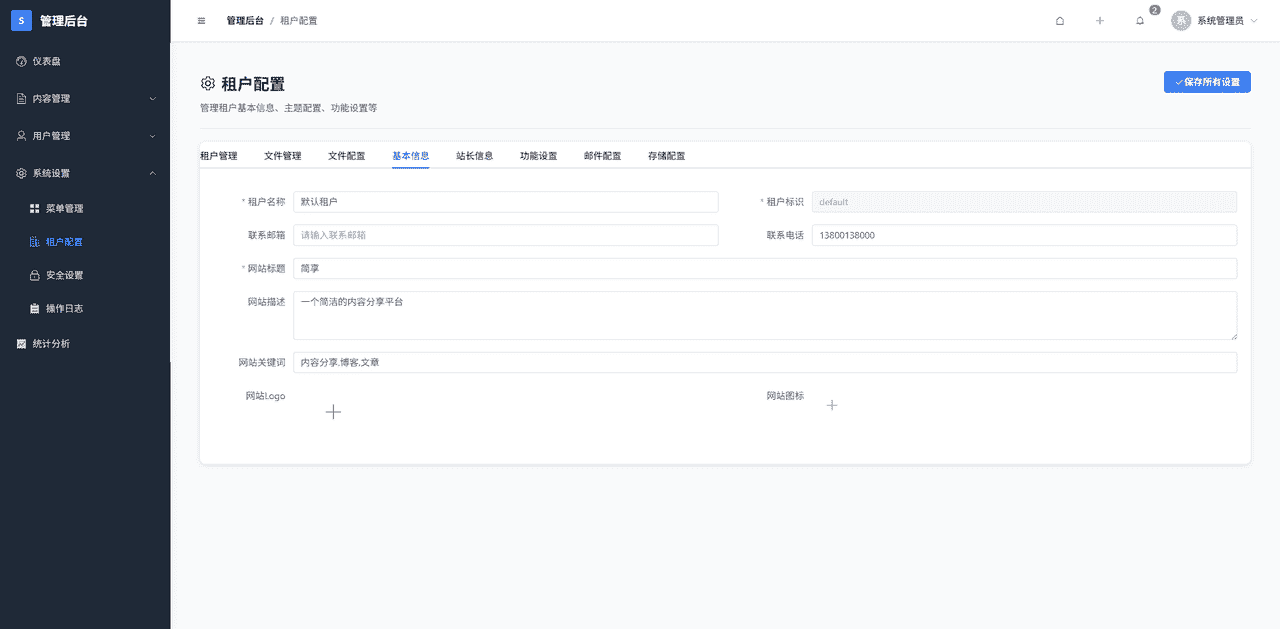 S 管理后台
仪表盘
内容管理
用户管理
系统设置
菜单管理
租户配置
安全设置
操作日志
统计分析
管理后台 / 租户配置
2
系 系统管理员
租户配置
保存所有设置
管理租户基本信息、主题配置、功能设置等
租户管理 文件管理 文件配置 基本信息 站长信息 功能设置 邮件配置 存储配置
* 租户名称 默认租户 * 租户标识 default
联系邮箱 请输入联系邮箱 联系电话 13800138000
* 网站标题 简享
网站描述 一个简洁的内容分享平台
网站关键词 内容分享,博客,文章
网站Logo 网站图标